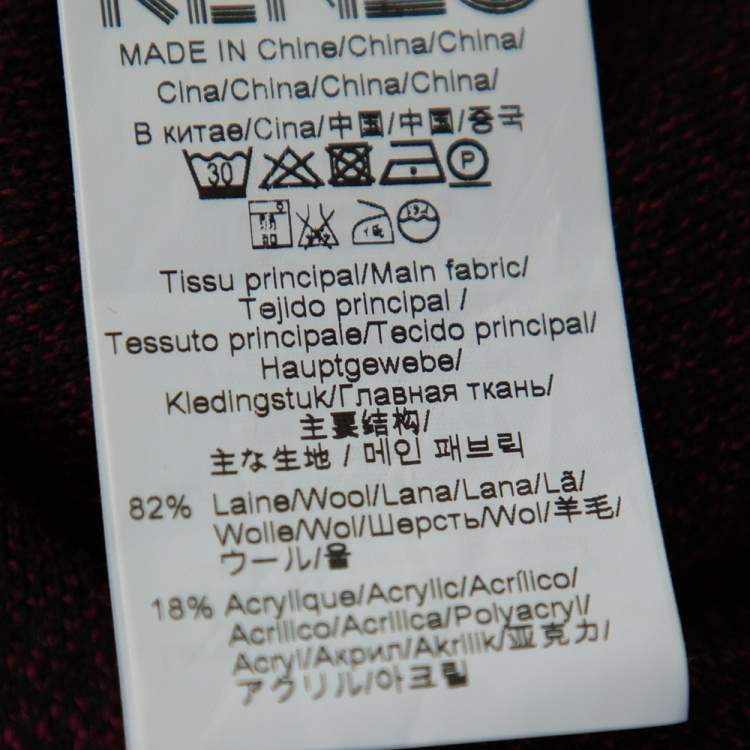 KENZO
MADE IN Chine/China/China/
Cina/China/China/China/
В китае/Cina/中国/中国/중국
30 P
Tissu principal/Main fabric/
Tejido principal /
Tessuto principale/Tecido principal/
Hauptgewebe/
Kledingstuk/Главная ткань/
主要结构/
主な生地 / 메인 패브릭
82% Laine/Wool/Lana/Lana/Lã/
Wolle/Wol/Шерсть/Wol/羊毛/
ウール/울
18% Acrylique/Acrylic/Acrílico/
Acrilico/Acrilica/Polyacryl/
Acryl/Акрил/Akrilik/亚克力/
アクリル/아크릴